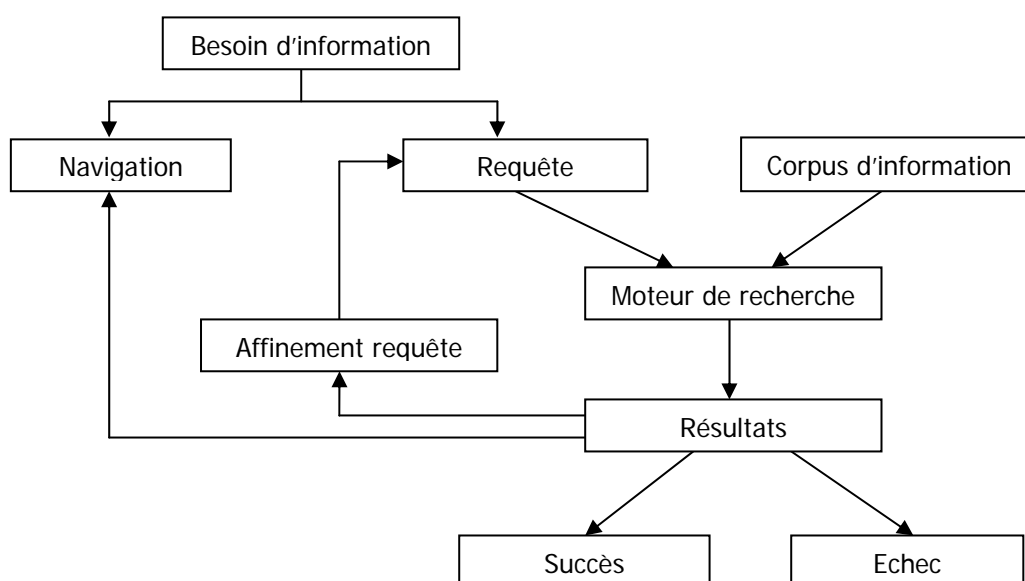 Besoin d'information
Navigation
Requête
Corpus d'information
Moteur de recherche
Affinement requête
Résultats
Succès
Echec